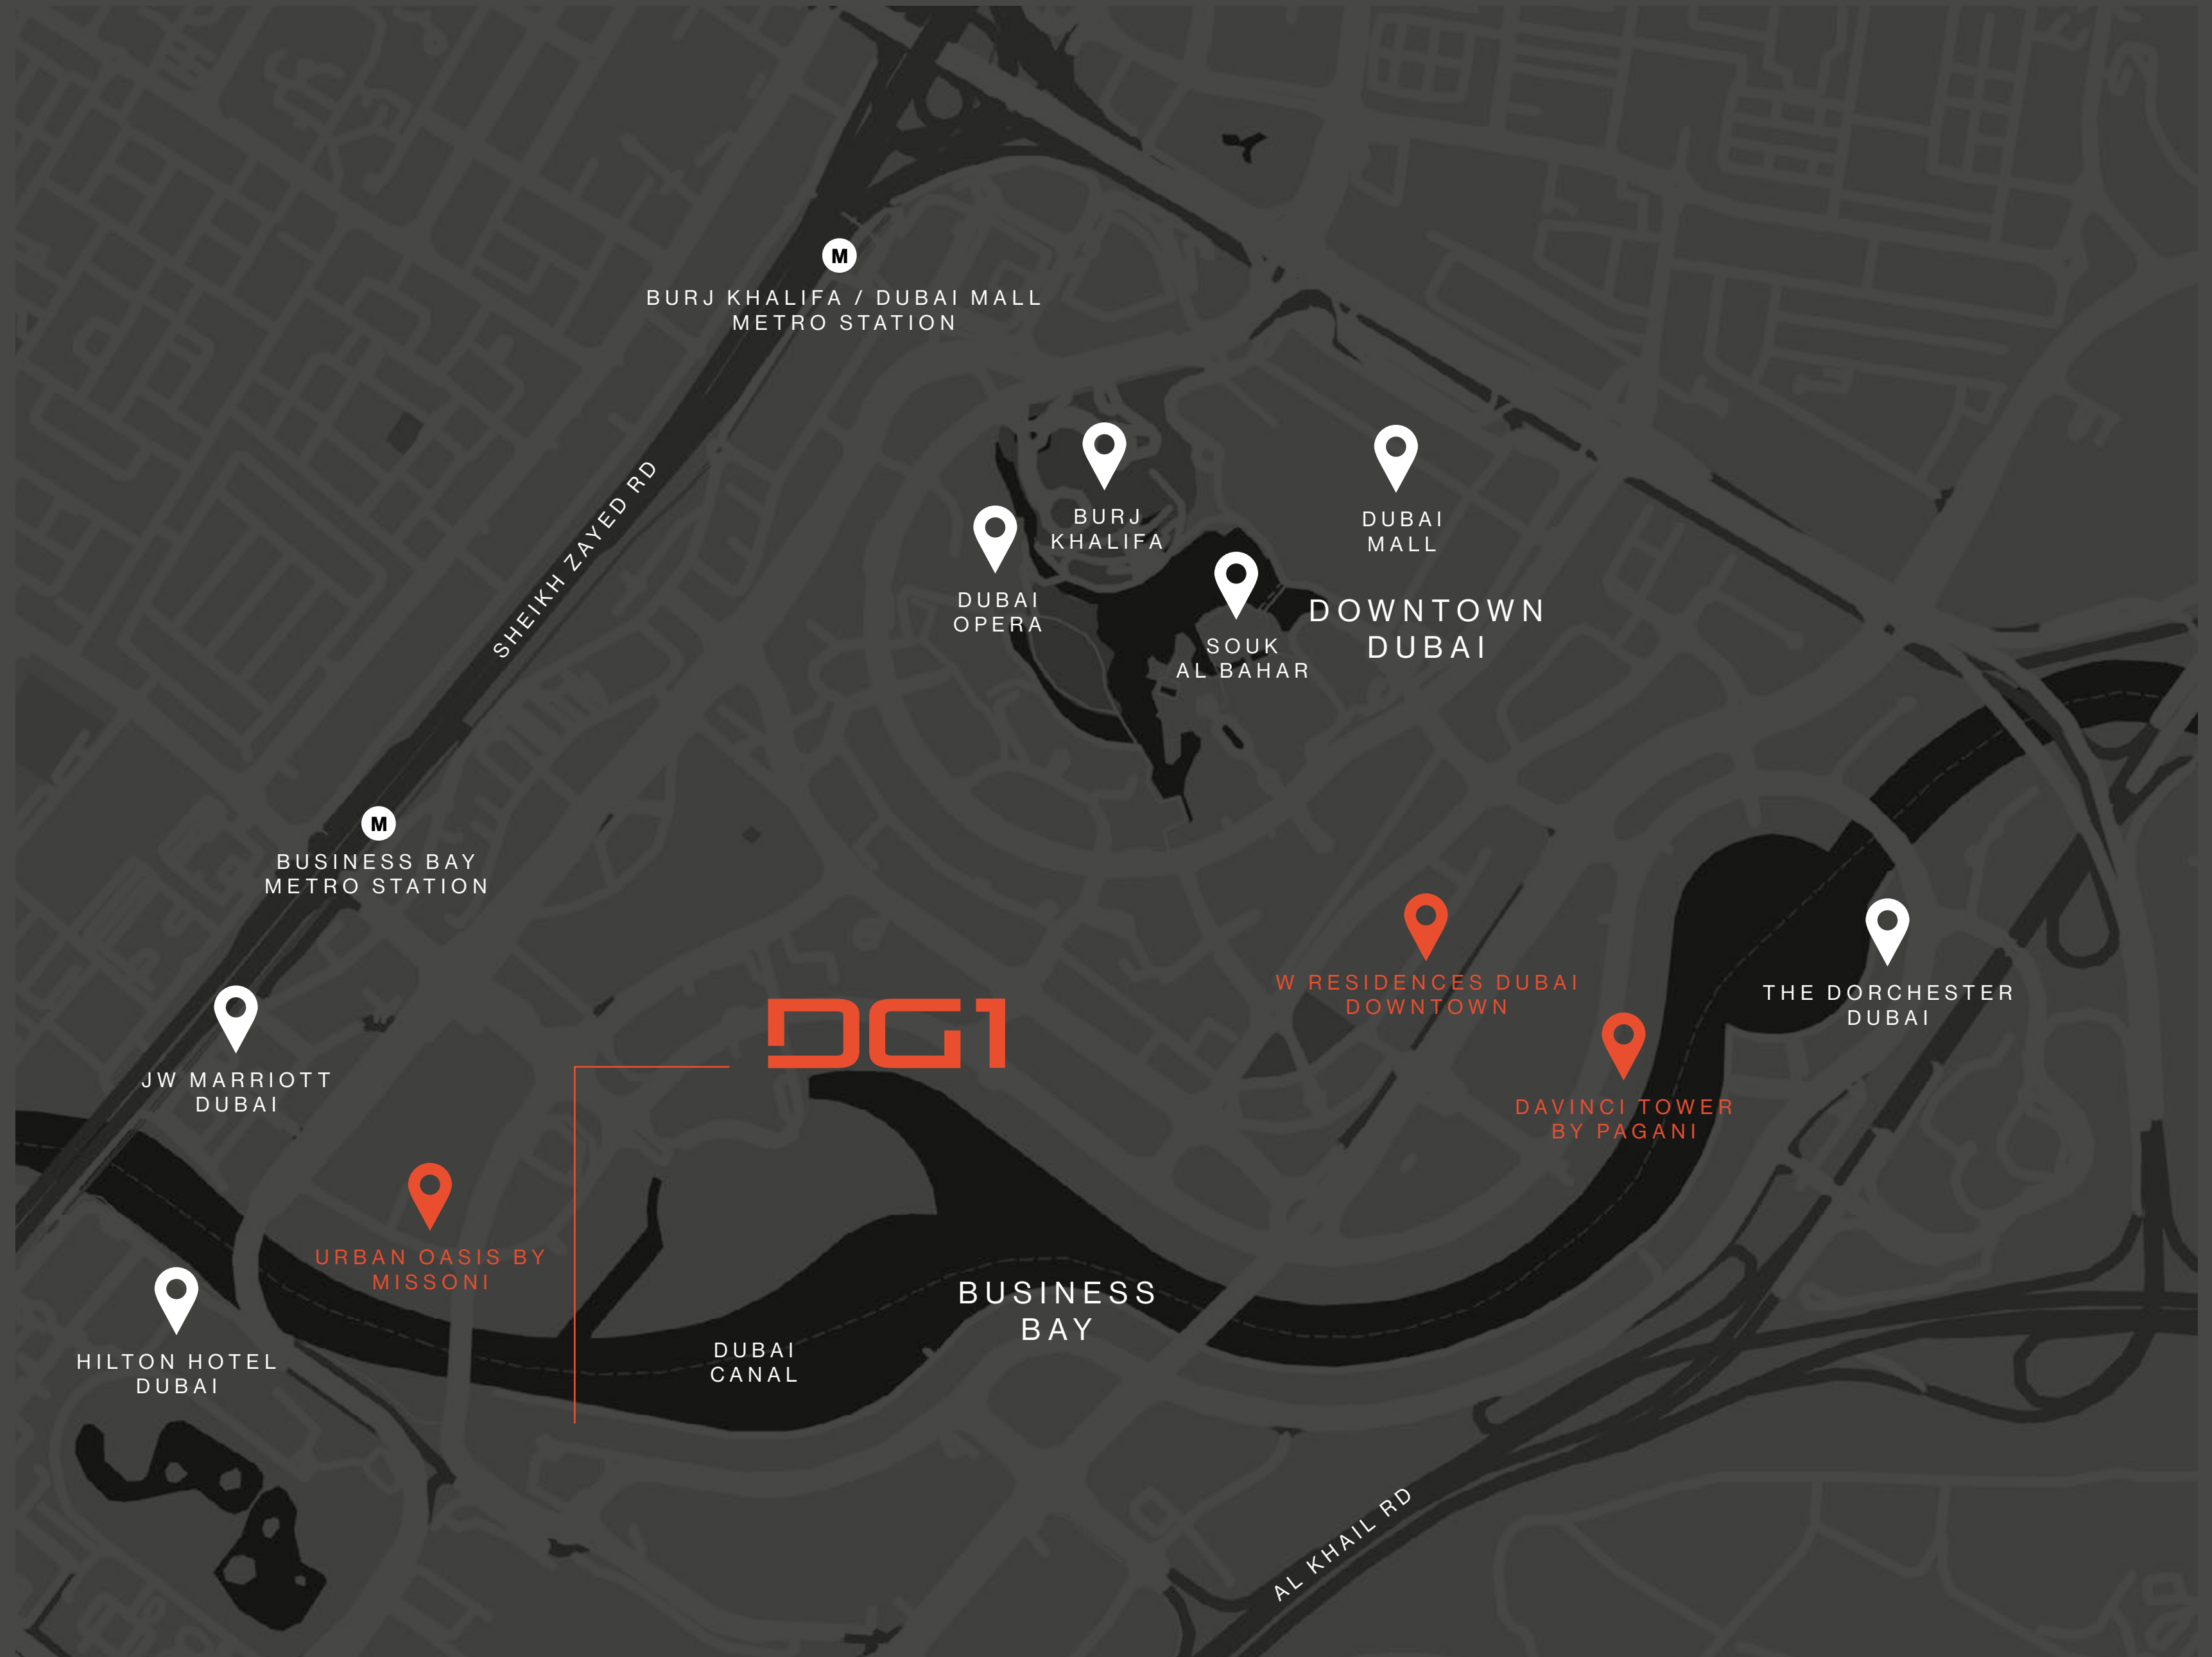 M
BURJ KHALIFA / DUBAI MALL
METRO STATION
SHEIKH ZAYED RD
BURJ
KHALIFA
DUBAI
MALL
DUBAI
OPERA
DOWNTOWN
DUBAI
SOUK
AL BAHAR
M
BUSINESS BAY
METRO STATION
W RESIDENCES DUBAI
DOWNTOWN
THE DORCHESTER
DUBAI
DG1
JW MARRIOTT
DUBAI
DAVINCI TOWER
BY PAGANI
URBAN OASIS BY
MISSONI
BUSINESS
BAY
DUBAI
CANAL
HILTON HOTEL
DUBAI
AL KHAIL RD